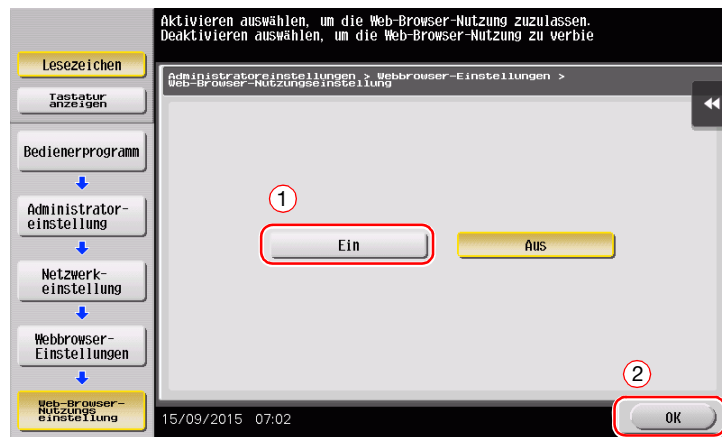 Aktivieren auswählen, um die Web-Browser-Nutzung zuzulassen.
Deaktivieren auswählen, um die Web-Browser-Nutzung zu verbie
Lesezeichen
Tastatur
anzeigen
Administratoreinstellungen > Webbrowser-Einstellungen >
Web-Browser-Nutzungseinstellung
Bedienerprogramm
Administrator-
einstellung
Netzwerk-
einstellung
Webbrowser-
Einstellungen
Web-Browser-
Nutzungs
einstellung
1
Ein
Aus
2
15/09/2015 07:02
OK